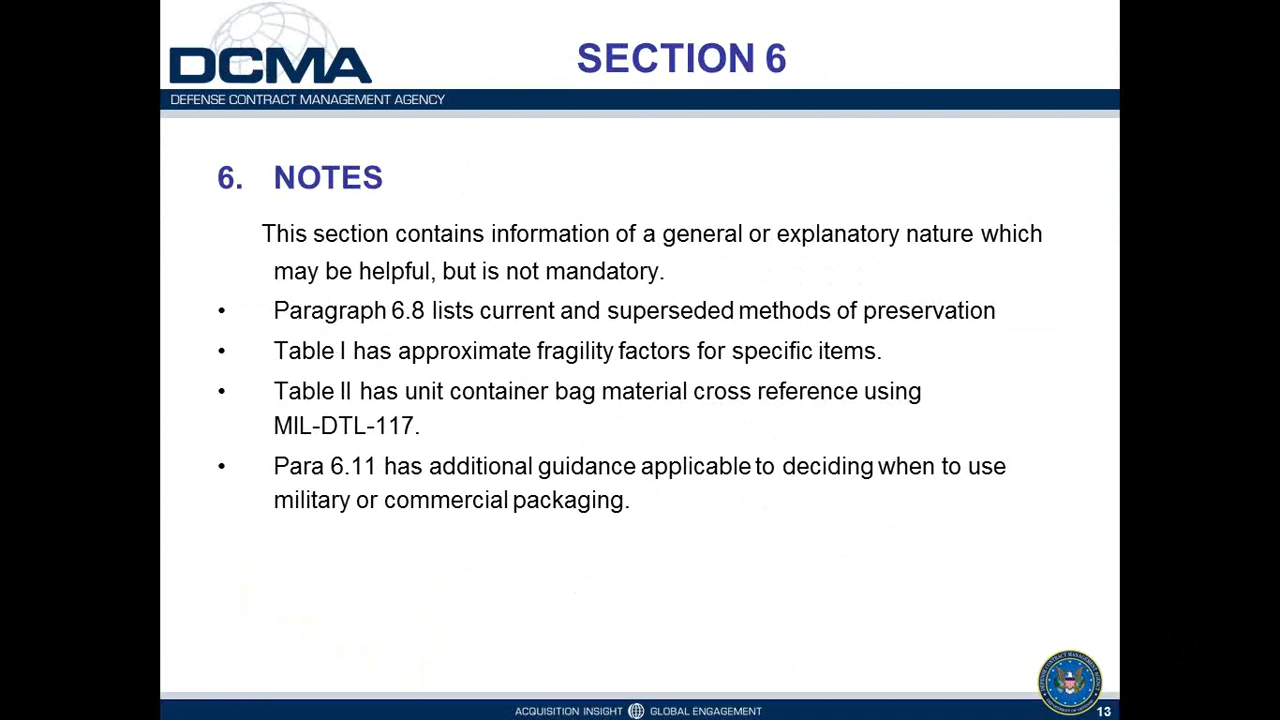 DCMA
SECTION 6
DEFENSE CONTRACT MANAGEMENT AGENCY
6. NOTES
This section contains information of a general or explanatory nature which
may be helpful, but is not mandatory.
• Paragraph 6.8 lists current and superseded methods of preservation
• Table I has approximate fragility factors for specific items.
• Table II has unit container bag material cross reference using
MIL-DTL-117.
• Para 6.11 has additional guidance applicable to deciding when to use
military or commercial packaging.
ACQUISITION INSIGHT GLOBAL ENGAGEMENT
13